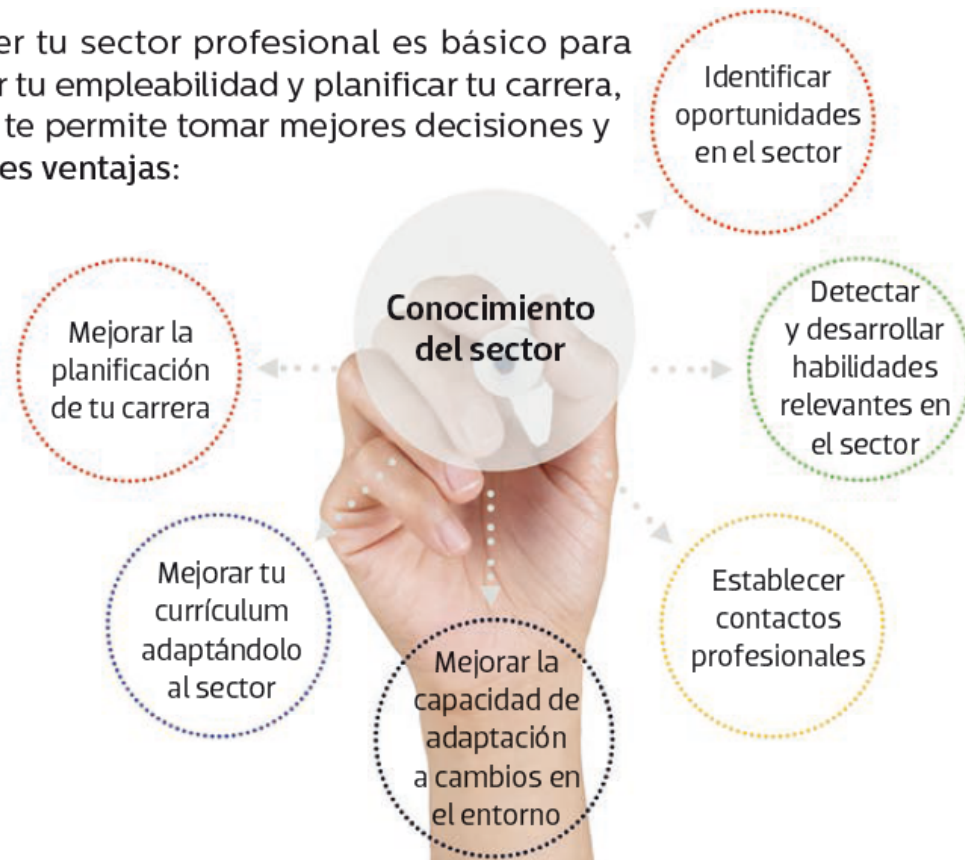 er tu sector profesional es básico para
r tu empleabilidad y planificar tu carrera,
te permite tomar mejores decisiones y
es ventajas:
Identificar
oportunidades
en el sector
Conocimiento
del sector
Detectar
y desarrollar
habilidades
relevantes en
el sector
Mejorar la
planificación
de tu carrera
Establecer
contactos
profesionales
Mejorar tu
currículum
adaptándolo
al sector
Mejorar la
capacidad de
adaptación
a cambios en
el entorno